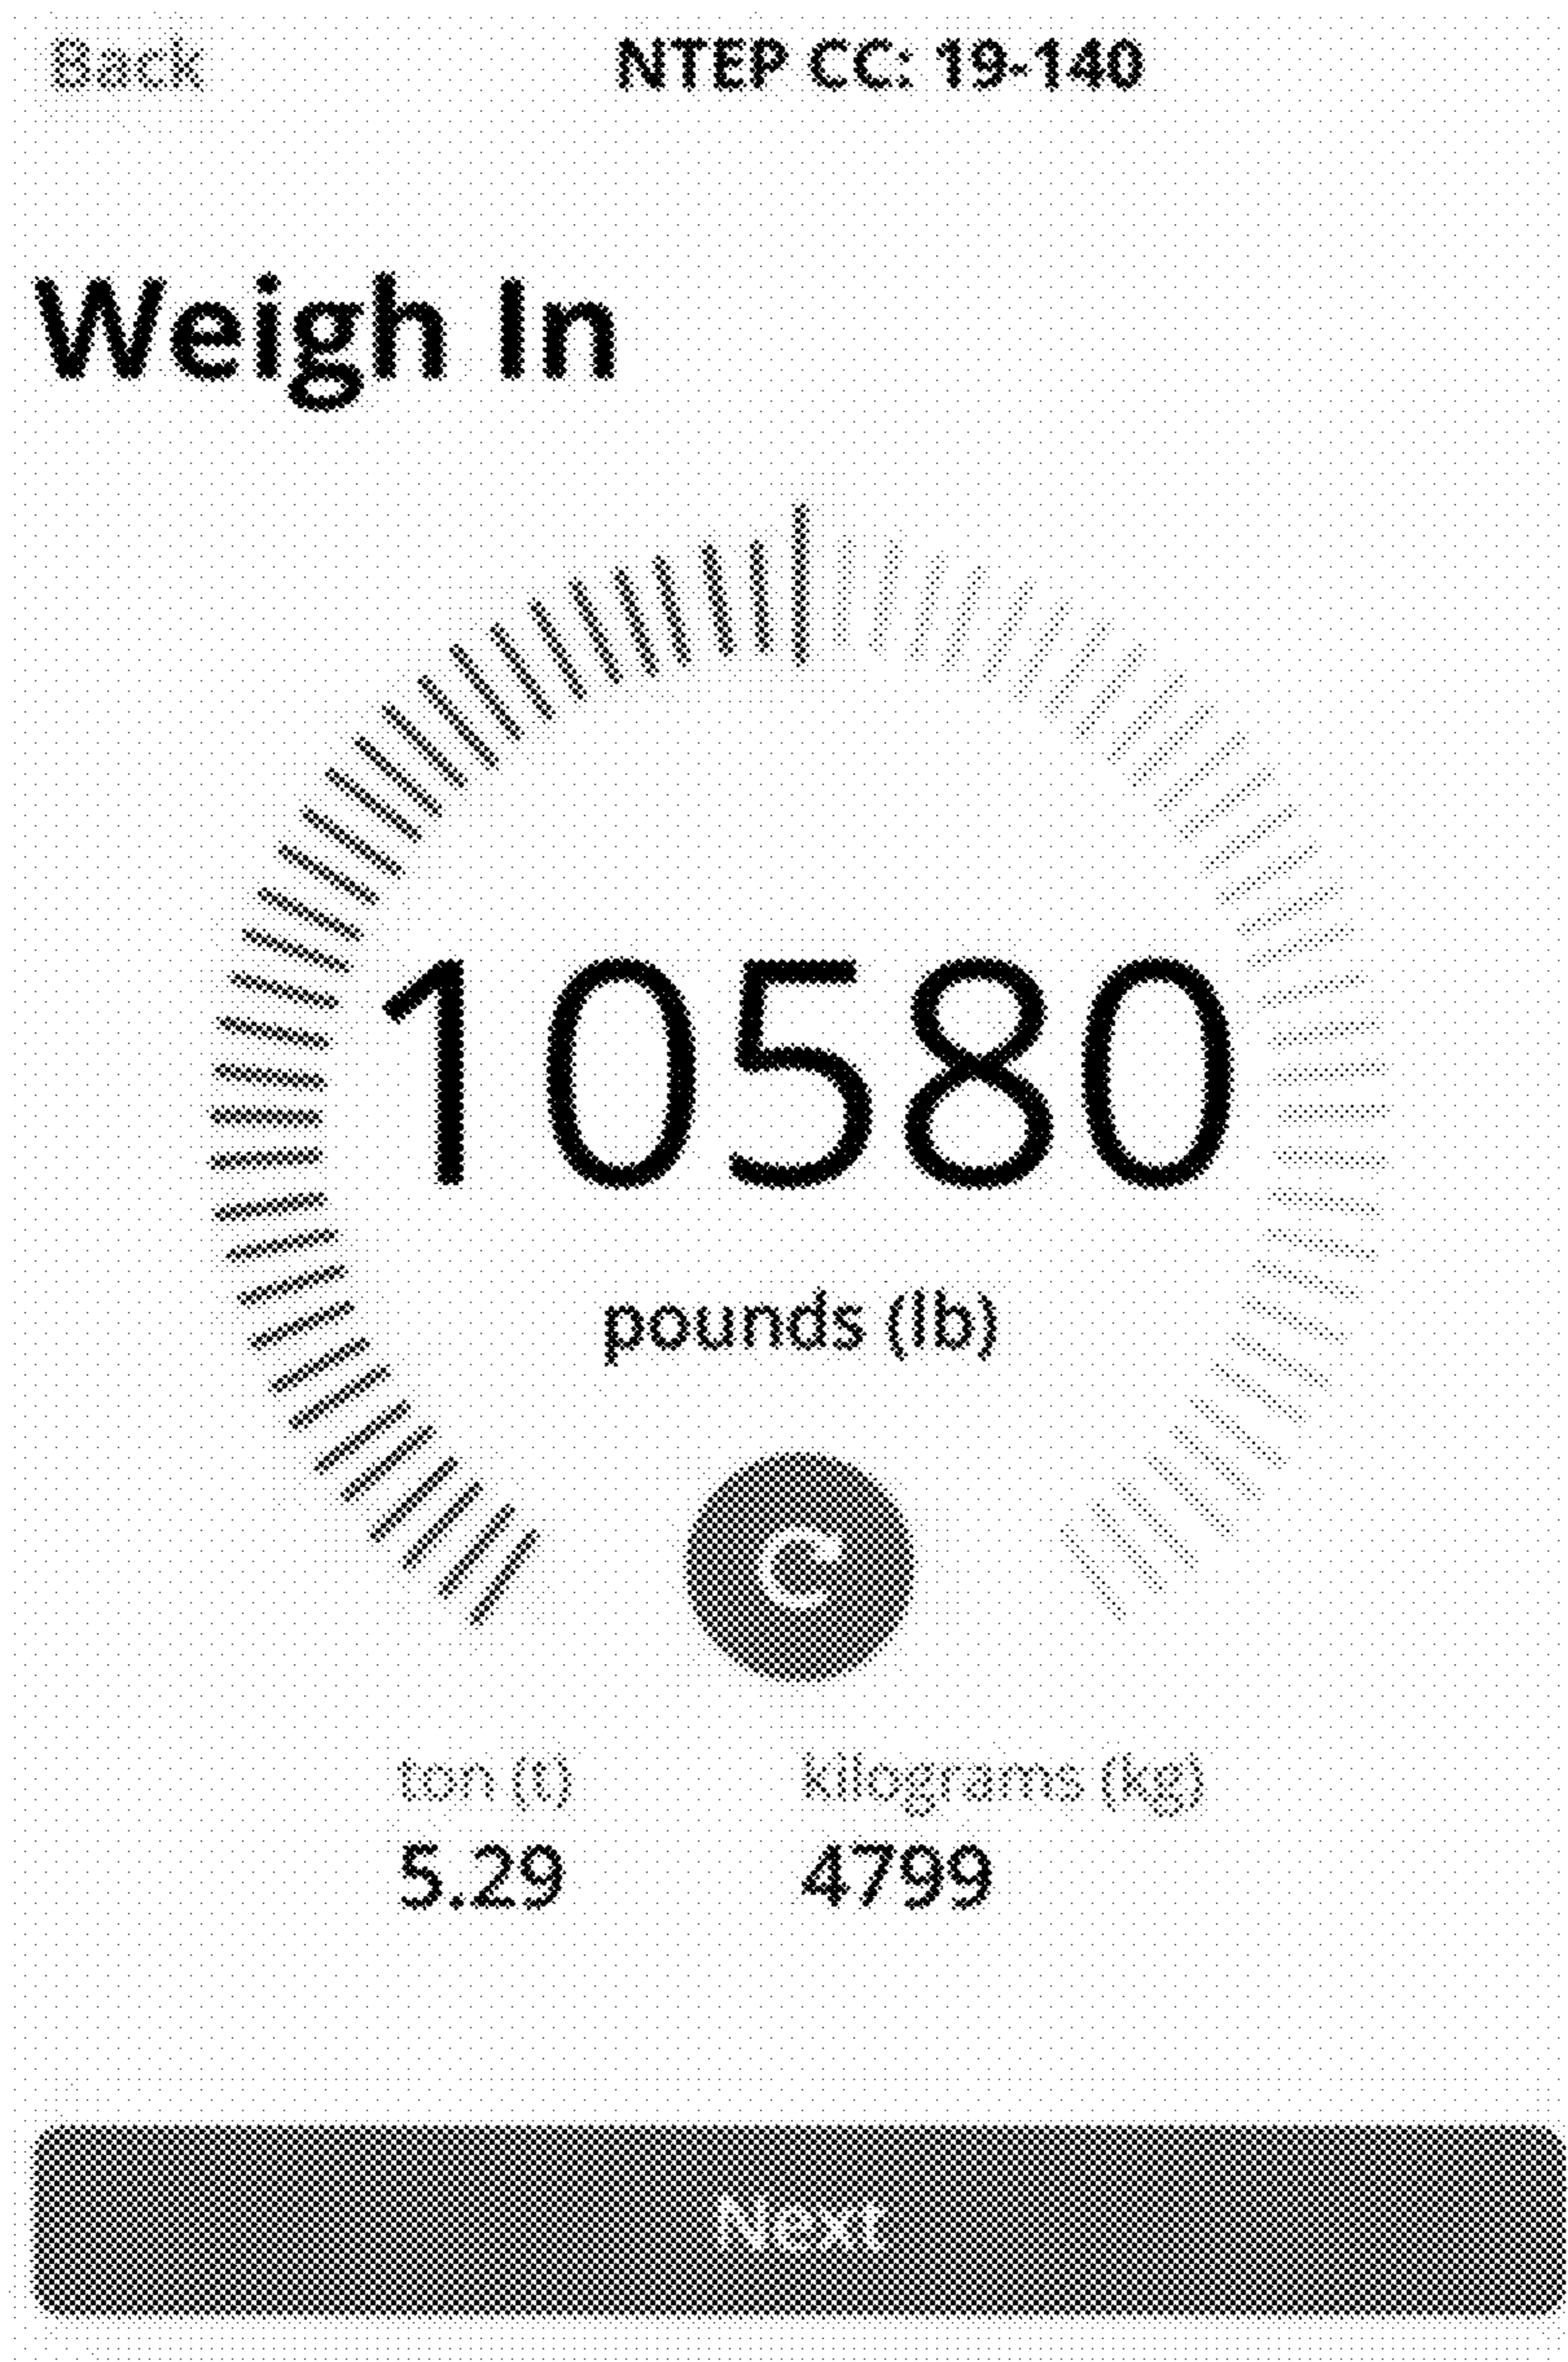 Back NTEP CC: 19-140
Weigh In
10580
pounds (lb)
ton (t) kilograms (kg)
5.29 4799
Next